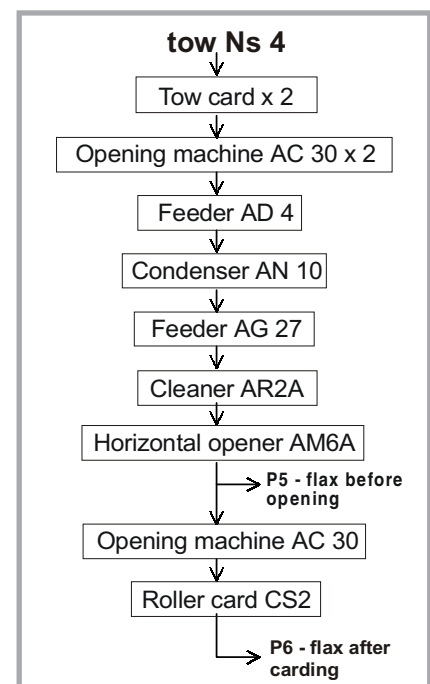 tow Ns 4
Tow card x 2
Opening machine AC 30 x 2
Feeder AD 4
Condenser AN 10
Feeder AG 27
Cleaner AR2A
Horizontal opener AM6A
P5 - flax before
opening
Opening machine AC 30
Roller card CS2
P6 - flax after
carding